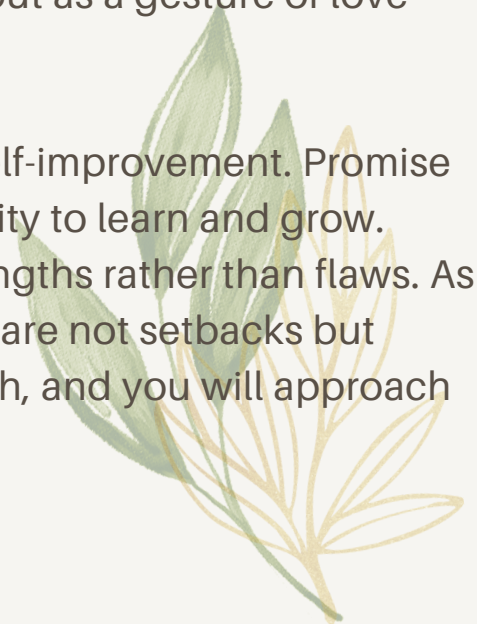 out as a gesture of love
lf-improvement. Promise
ity to learn and grow.
ngths rather than flaws. As
are not setbacks but
h, and you will approach